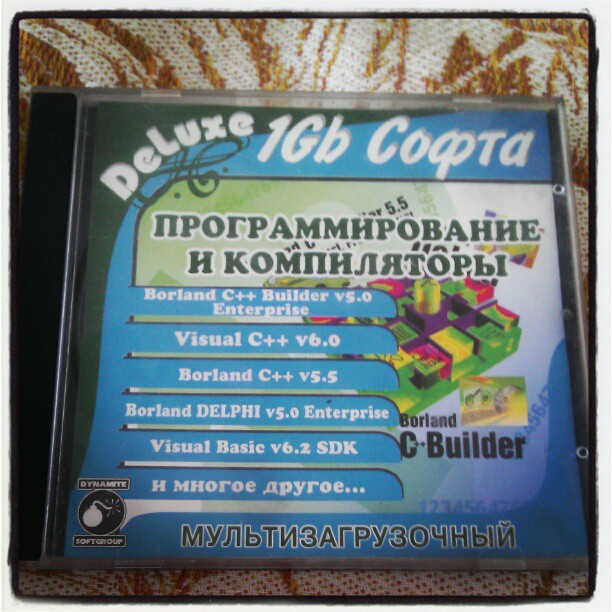 DeLuxe
1Gb Софта
ПРОГРАММИРОВАНИЕ
И КОМПИЛЯТОРЫ
Borland C++ Builder v5.0
Enterprise
Visual C++ v6.0
Borland C++ v5.5
Borland DELPHI v5.0 Enterprise
Visual Basic v6.2 SDK
и многое другое...
Borland
C++Builder
DYNAMITE
SOFTGROUP
МУЛЬТИЗАГРУЗОЧНЫЙ